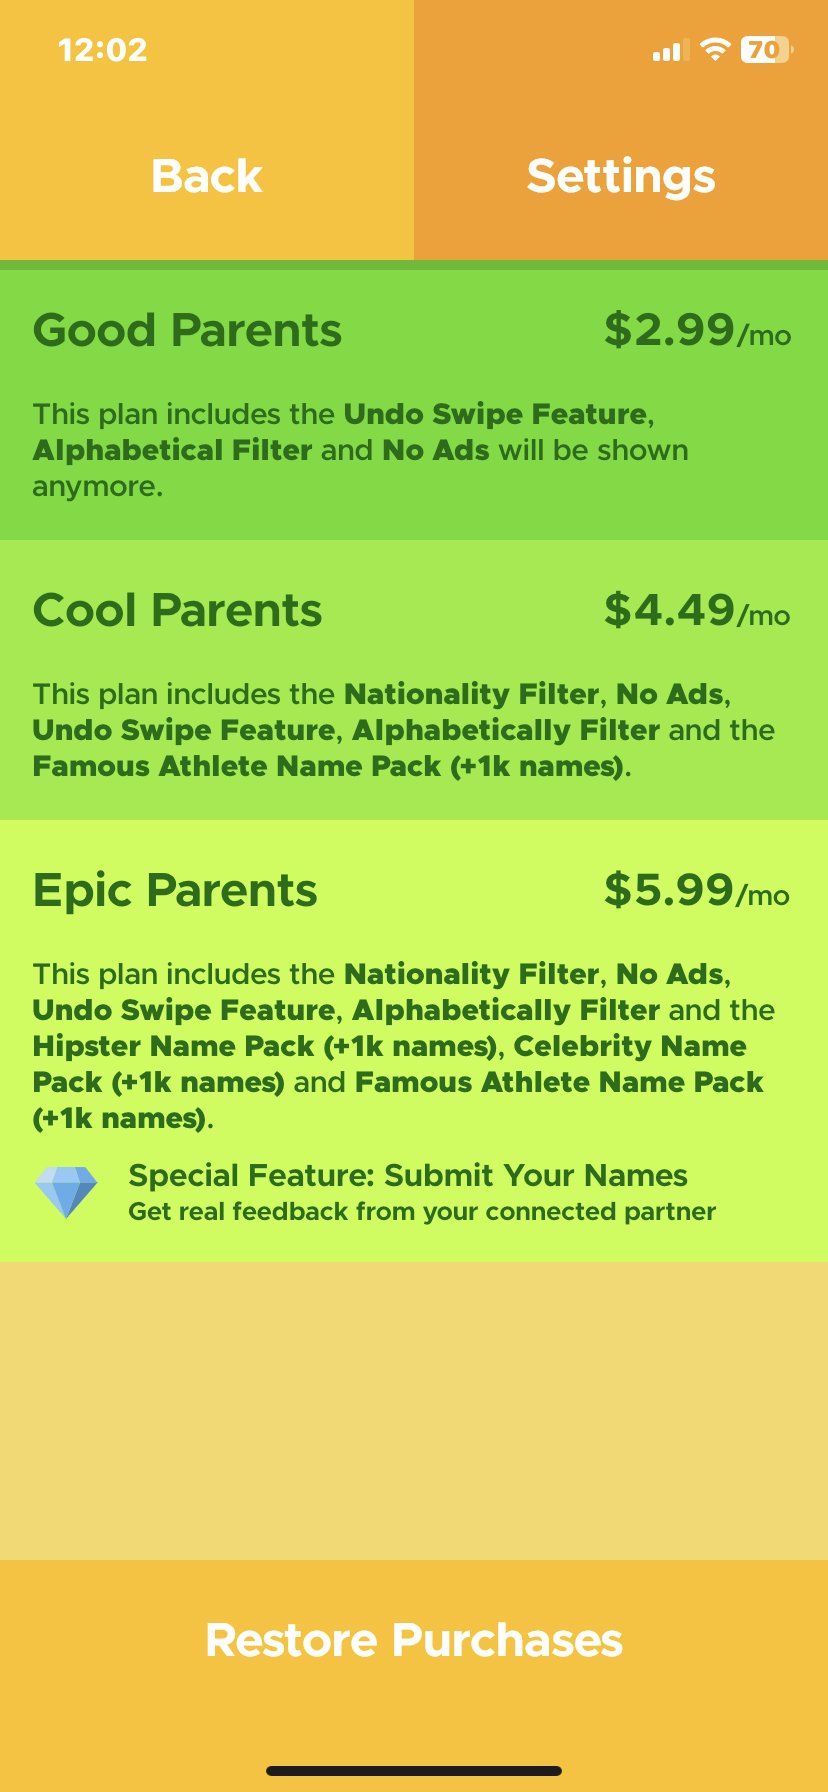 12:02
70
Back
Settings
Good Parents
$2.99/mo
This plan includes the Undo Swipe Feature,
Alphabetical Filter and No Ads will be shown
anymore.
Cool Parents
$4.49/mo
This plan includes the Nationality Filter, No Ads,
Undo Swipe Feature, Alphabetically Filter and the
Famous Athlete Name Pack (+1k names).
Epic Parents
$5.99/mo
This plan includes the Nationality Filter, No Ads,
Undo Swipe Feature, Alphabetically Filter and the
Hipster Name Pack (+1k names), Celebrity Name
Pack (+1k names) and Famous Athlete Name Pack
(+1k names).
Special Feature: Submit Your Names
Get real feedback from your connected partner
Restore Purchases